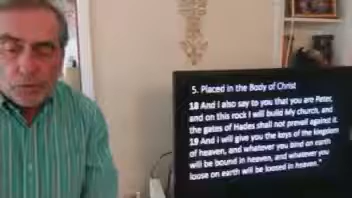 5. Placed in the Body of Christ
18 And I also say to you that you are Peter,
and on this rock I will build My church, and
the gates of Hades shall not prevail against it.
19 And I will give you the keys of the kingdom
of heaven, and whatever you bind on earth
will be bound in heaven, and whatever you
loose on earth will be loosed in heaven."